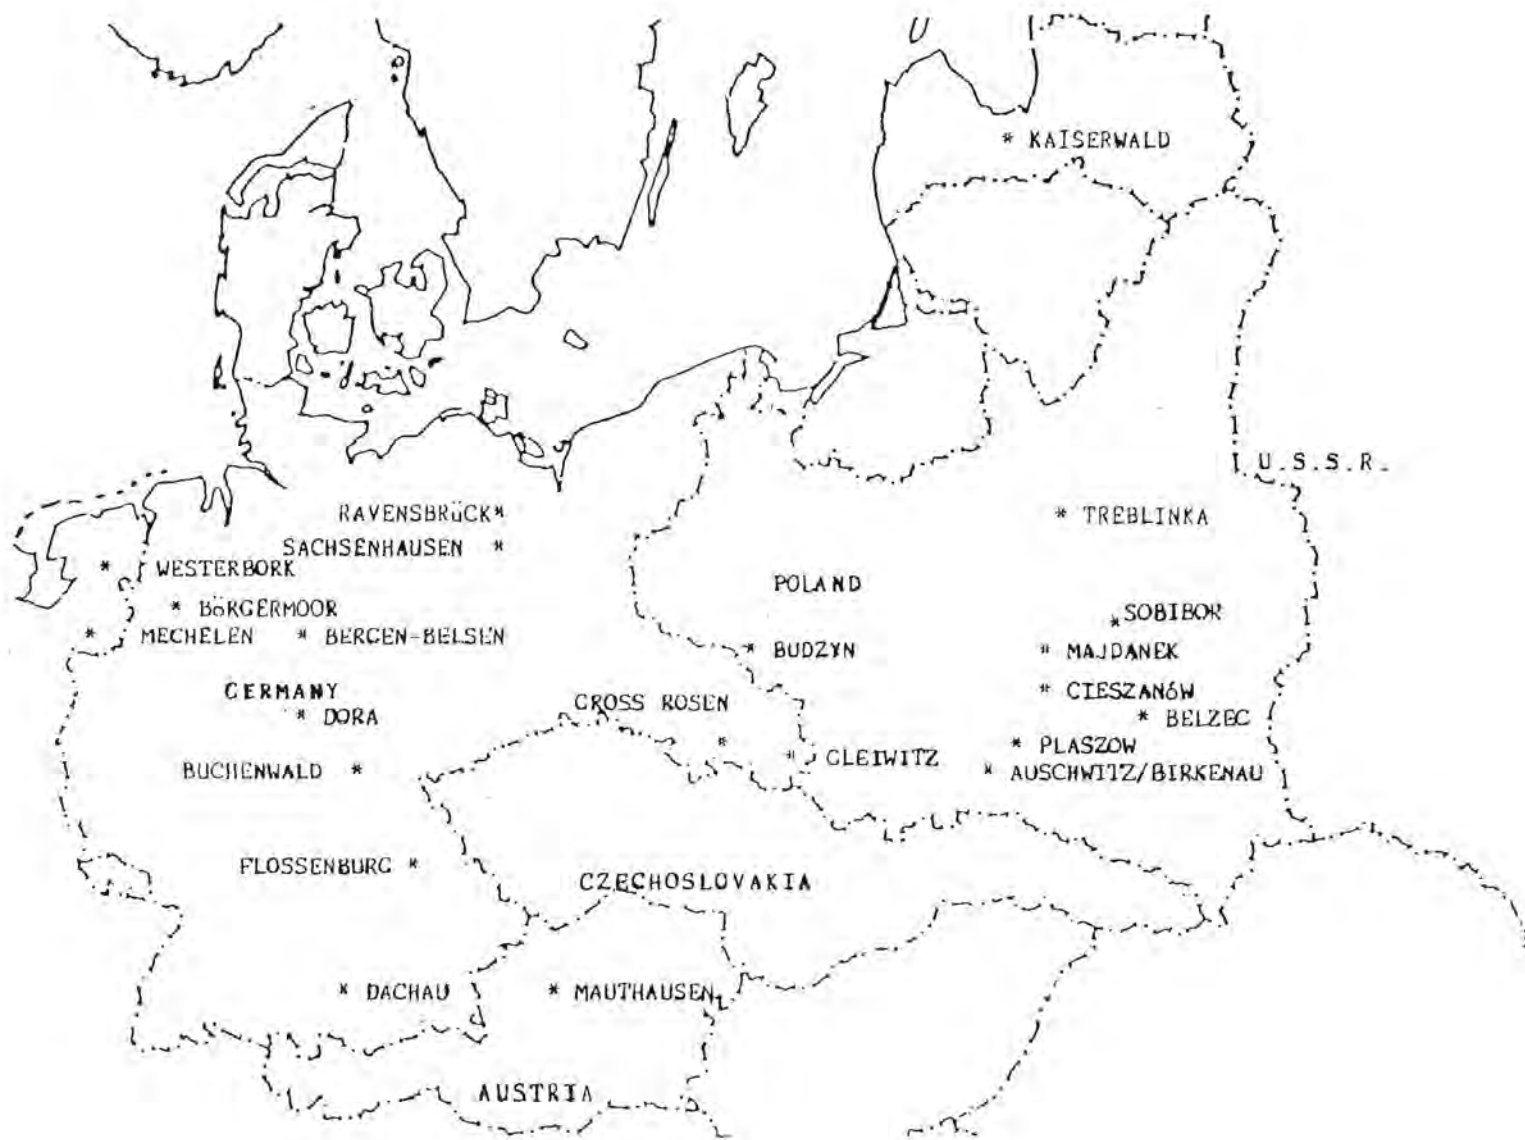 * KAISERWALD
U.S.S.R.
RAVENSBRüCK*
* TREBLINKA
SACHSENHAUSEN *
* WESTERBORK
POLAND
* BöRGERMOOR
* SOBIBOR
* MECHELEN
* BERGEN-BELSEN
* BUDZYN
* MAJDANEK
GERMANY
* CIESZANÓW
GROSS ROSEN
*
* DORA
* BELZEC
* PLASZOW
* GLEIWITZ
BUCHENWALD *
* AUSCHWITZ/BIRKENAU
FLOSSENBURG *
CZECHOSLOVAKIA
* DACHAU
* MAUTHAUSEN
AUSTRIA